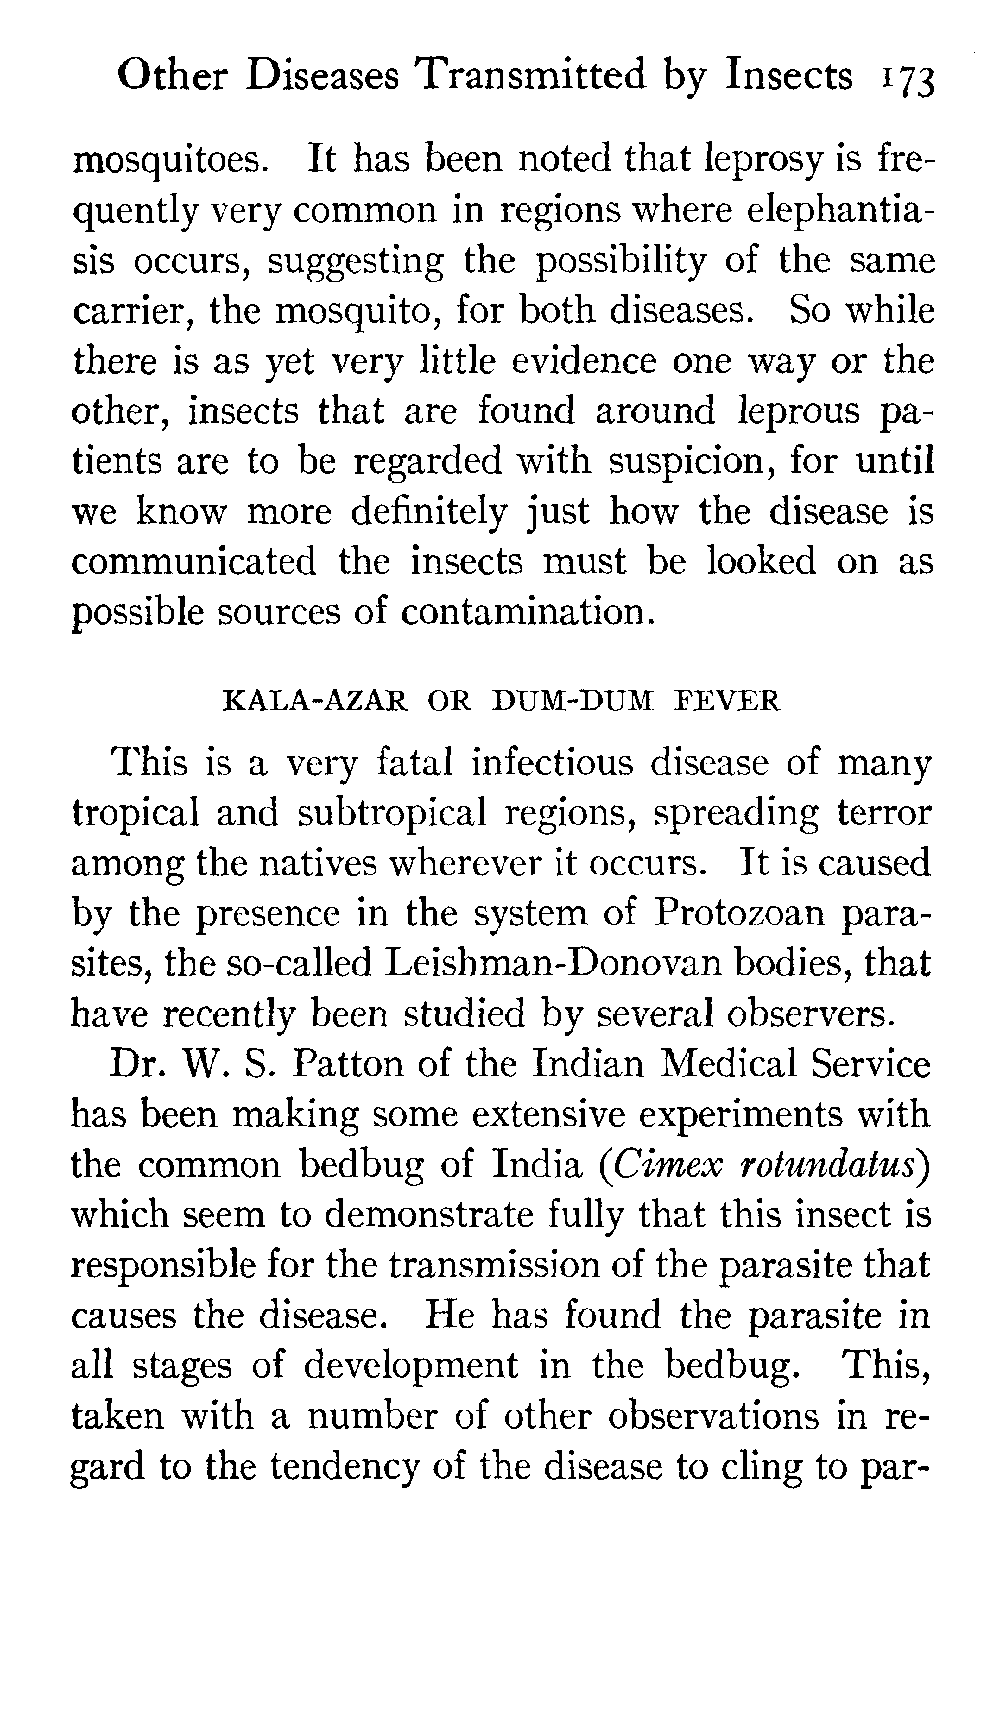 Other Diseases Transmitted by Insects 173
mosquitoes. It has been noted that leprosy is fre-
quently very common in regions where elephantia-
sis occurs, suggesting the possibility of the same
carrier, the mosquito, for both diseases. So while
there is as yet very little evidence one way or the
other, insects that are found around leprous pa-
tients are to be regarded with suspicion, for until
we know more definitely just how the disease is
communicated the insects must be looked on as
possible sources of contamination.
KALA-AZAR OR DUM-DUM FEVER
This is a very fatal infectious disease of many
tropical and subtropical regions, spreading terror
among the natives wherever it occurs. It is caused
by the presence in the system of Protozoan para-
sites, the so-called Leishman-Donovan bodies, that
have recently been studied by several observers.
Dr. W. S. Patton of the Indian Medical Service
has been making some extensive experiments with
the common bedbug of India (Cimex rotundatus)
which seem to demonstrate fully that this insect is
responsible for the transmission of the parasite that
causes the disease. He has found the parasite in
all stages of development in the bedbug. This,
taken with a number of other observations in re-
gard to the tendency of the disease to cling to par-